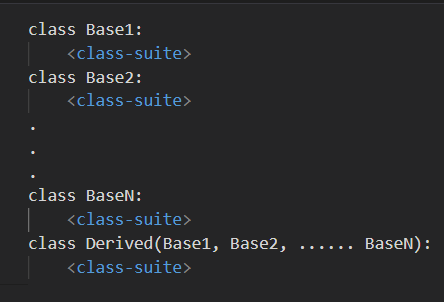 class Base1:
    <class-suite>
class Base2:
    <class-suite>
.
.
.
class BaseN:
    <class-suite>
class Derived(Base1, Base2, ...... BaseN):
    <class-suite>